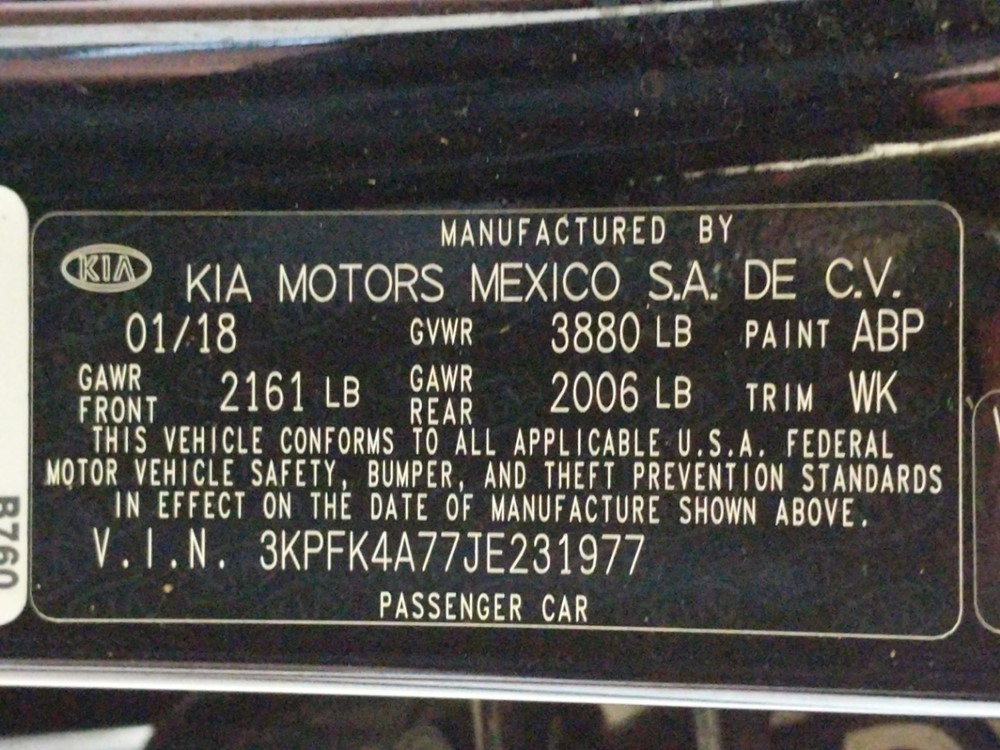 MANUFACTURED BY
KIA KIA MOTORS MEXICO S.A. DE C.V.
01/18 GVWR 3880 LB PAINT ABP
GAWR FRONT 2161 LB GAWR REAR 2006 LB TRIM WK
THIS VEHICLE CONFORMS TO ALL APPLICABLE U.S.A. FEDERAL
MOTOR VEHICLE SAFETY, BUMPER, AND THEFT PREVENTION STANDARDS
IN EFFECT ON THE DATE OF MANUFACTURE SHOWN ABOVE.
V.I.N. 3KPFK4A77JE231977
PASSENGER CAR
B760